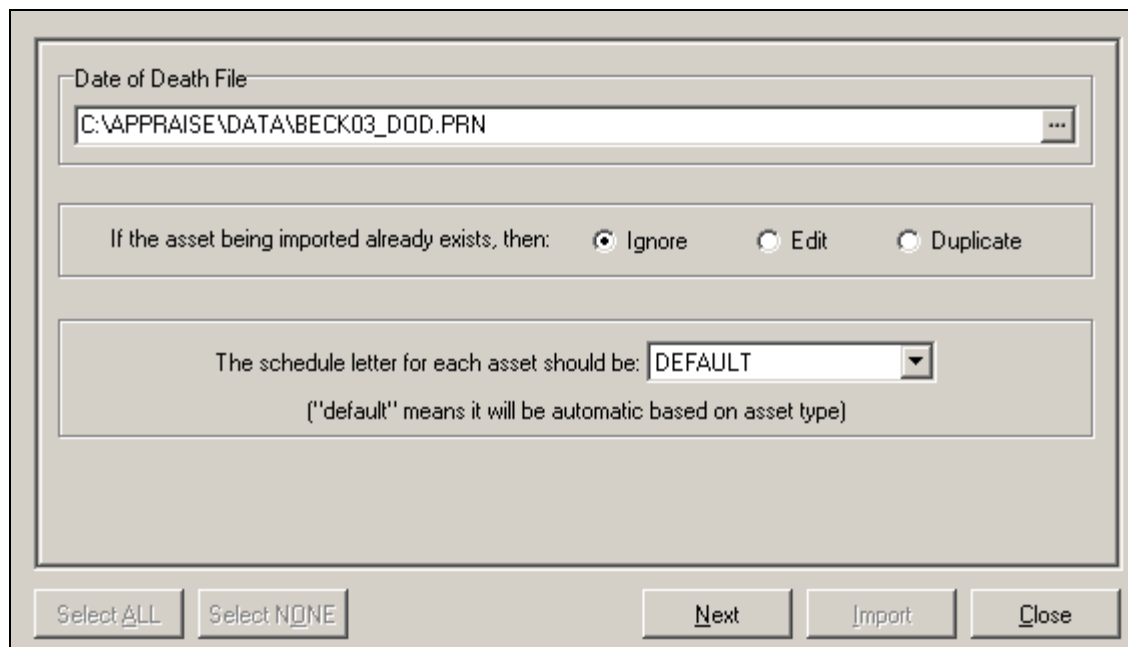 Date of Death File
C:\APPRAISE\DATA\BECK03_DOD.PRN ...
If the asset being imported already exists, then: Ignore Edit Duplicate
The schedule letter for each asset should be: DEFAULT
("default" means it will be automatic based on asset type)
Select ALL Select NONE Next Import Close